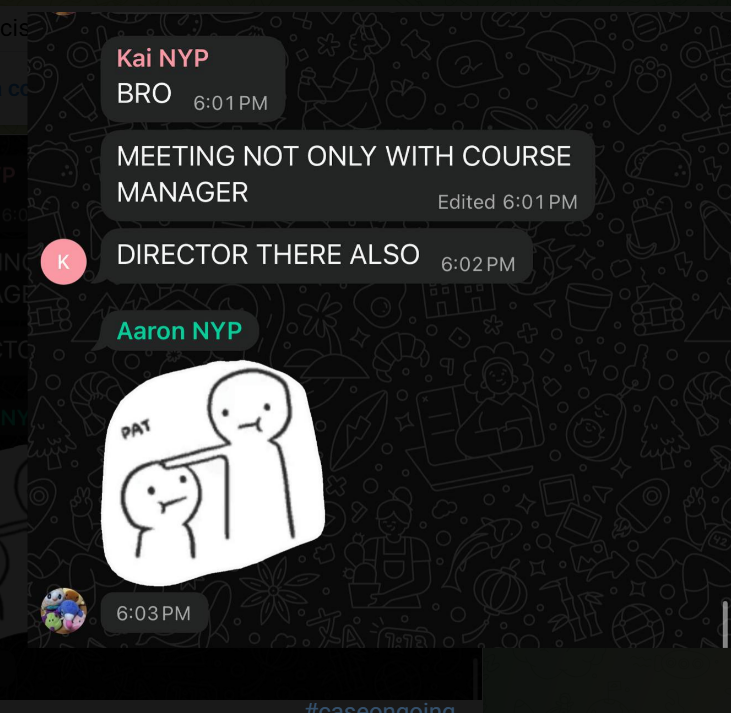 Kai NYP
BRO 6:01 PM
MEETING NOT ONLY WITH COURSE
MANAGER Edited 6:01 PM
DIRECTOR THERE ALSO 6:02 PM
K
Aaron NYP
PAT
6:03 PM
#caseongoing